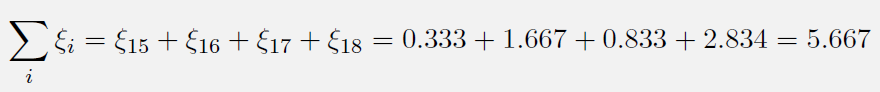 ∑_i ξ_i = ξ_15 + ξ_16 + ξ_17 + ξ_18 = 0.333 + 1.667 + 0.833 + 2.834 = 5.667